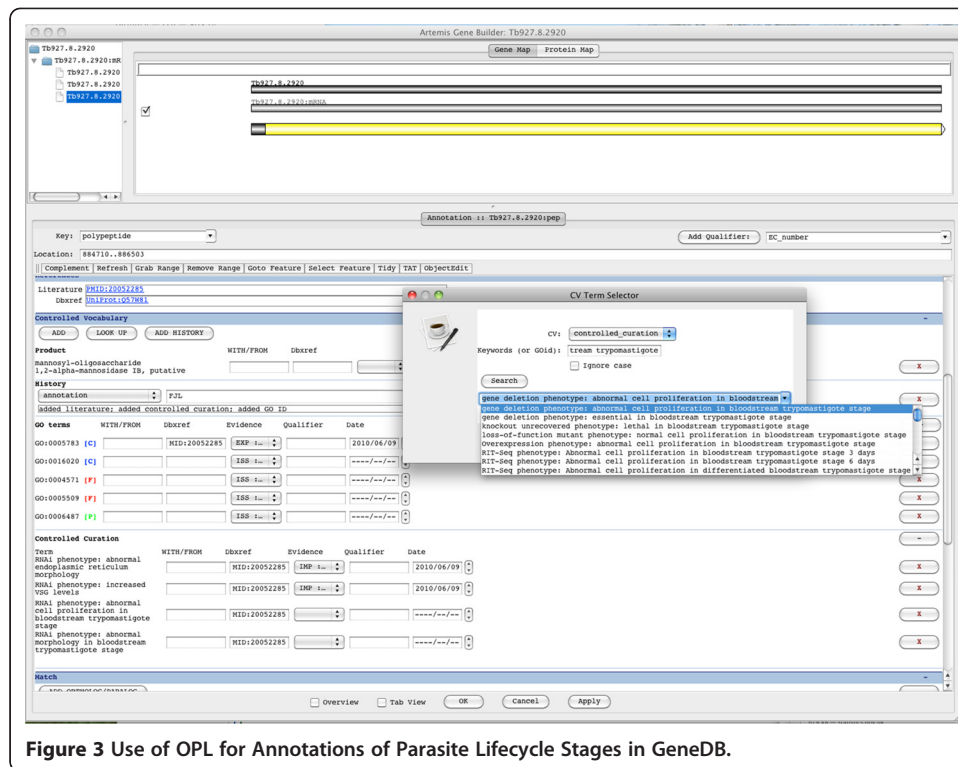 Artemis Gene Builder: Tb927.8.2920
Tb927.8.2920
Tb927.8.2920:mR
Tb927.8.2920
Tb927.8.2920
Tb927.8.2920
Gene Map Protein Map
Tb927.8.2920
Tb927.8.2920:mRNA
Annotation :: Tb927.8.2920:pep
Key: polypeptide
Add Qualifier: EC_number
Location: 884710..886503
Complement Refresh Grab Range Remove Range Goto Feature Select Feature Tidy TAT ObjectEdit
Literature PMID:20052285
Dbxref UniProt:Q57W81
Controlled Vocabulary -
ADD LOOK UP ADD HISTORY
Product WITH/FROM Dbxref
mannosyl-oligosaccharide
1,2-alpha-mannosidase IB, putative X
History
annotation FJL X
added literature; added controlled curation; added GO ID
GO terms WITH/FROM Dbxref Evidence Qualifier Date
GO:0005783 [C] MID:20052285 EXP :… 2010/06/09
GO:0016020 [C] ISS :… ----/--/--
GO:0004571 [F] ISS :… ----/--/-- X
GO:0005509 [F] ISS :… ----/--/-- X
GO:0006487 [P] ISS :… ----/--/-- X
CV Term Selector
CV: controlled_curation
Keywords (or GOid): tream trypomastigote
Ignore case
Search
gene deletion phenotype: abnormal cell proliferation in bloodstream
gene deletion phenotype: abnormal cell proliferation in bloodstream trypomastigote stage
gene deletion phenotype: essential in bloodstream trypomastigote stage
knockout unrecovered phenotype: lethal in bloodstream trypomastigote stage
loss-of-function mutant phenotype: normal cell proliferation in bloodstream trypomastigote stage
Overexpression phenotype: abnormal cell proliferation in bloodstream trypomastigote stage
RIT-Seq phenotype: Abnormal cell proliferation in bloodstream trypomastigote stage 3 days
RIT-Seq phenotype: Abnormal cell proliferation in bloodstream trypomastigote stage 6 days
RIT-Seq phenotype: Abnormal cell proliferation in differentiated bloodstream trypomastigote stage
Controlled Curation -
Term WITH/FROM Dbxref Evidence Qualifier Date
RNAi phenotype: abnormal
endoplasmic reticulum MID:20052285 IMP :… 2010/06/09 X
morphology
RNAi phenotype: increased
VSG levels MID:20052285 IMP :… 2010/06/09 X
RNAi phenotype: abnormal
cell proliferation in MID:20052285 ----/--/-- X
bloodstream trypomastigote
stage
RNAi phenotype: abnormal
morphology in bloodstream MID:20052285 ----/--/-- X
trypomastigote stage
Match -
ADD ORTHOLOG/PARALOG
Overview Tab View OK Cancel Apply
Figure 3 Use of OPL for Annotations of Parasite Lifecycle Stages in GeneDB.